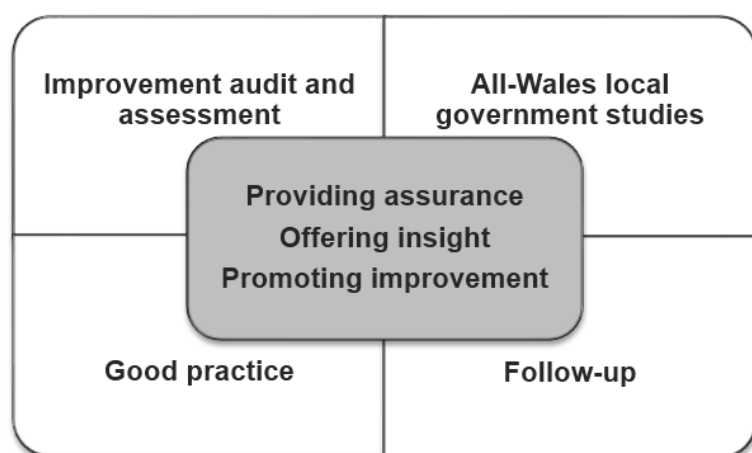 Improvement audit and
assessment
All-Wales local
government studies
Providing assurance
Offering insight
Promoting improvement
Good practice
Follow-up